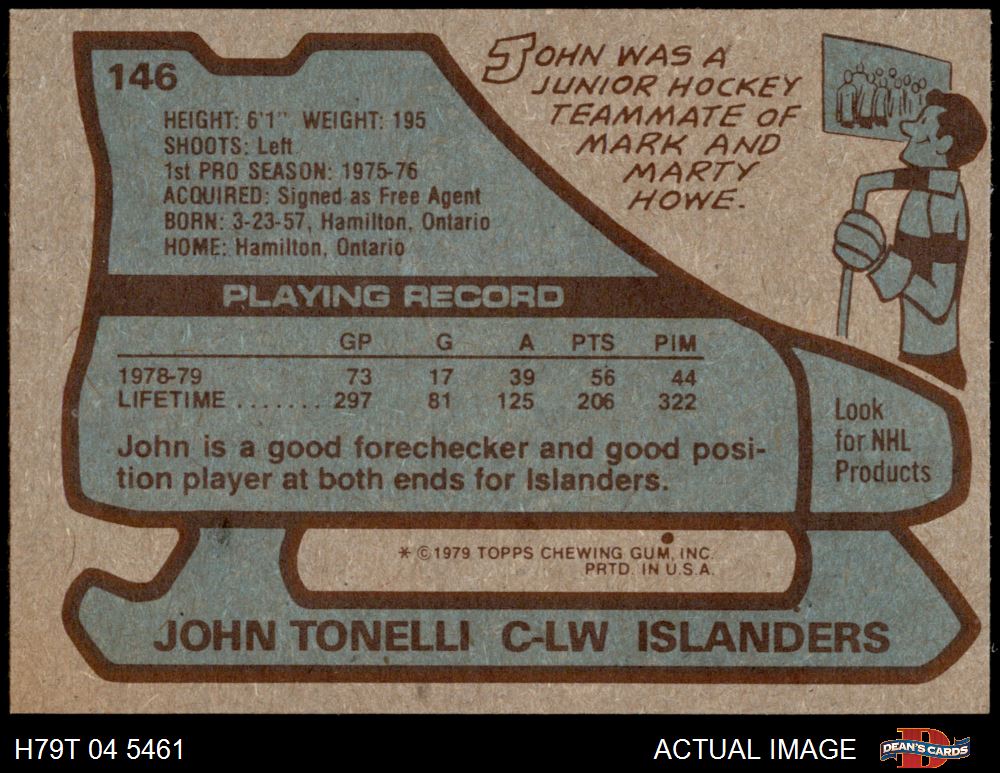 146
HEIGHT: 6'1" WEIGHT: 195
SHOOTS: Left
1st PRO SEASON: 1975-76
ACQUIRED: Signed as Free Agent
BORN: 3-23-57, Hamilton, Ontario
HOME: Hamilton, Ontario
JOHN WAS A
JUNIOR HOCKEY
TEAMMATE OF
MARK AND
MARTY
HOWE.
PLAYING RECORD
GP G A PTS PIM
1978-79 73 17 39 56 44
LIFETIME ....... 297 81 125 206 322
John is a good forechecker and good posi-
tion player at both ends for Islanders.
Look
for NHL
Products
* ©1979 TOPPS CHEWING GUM, INC.
PRTD. IN U.S.A.
JOHN TONELLI C-LW ISLANDERS
H79T 04 5461
ACTUAL IMAGE
DEAN'S CARDS